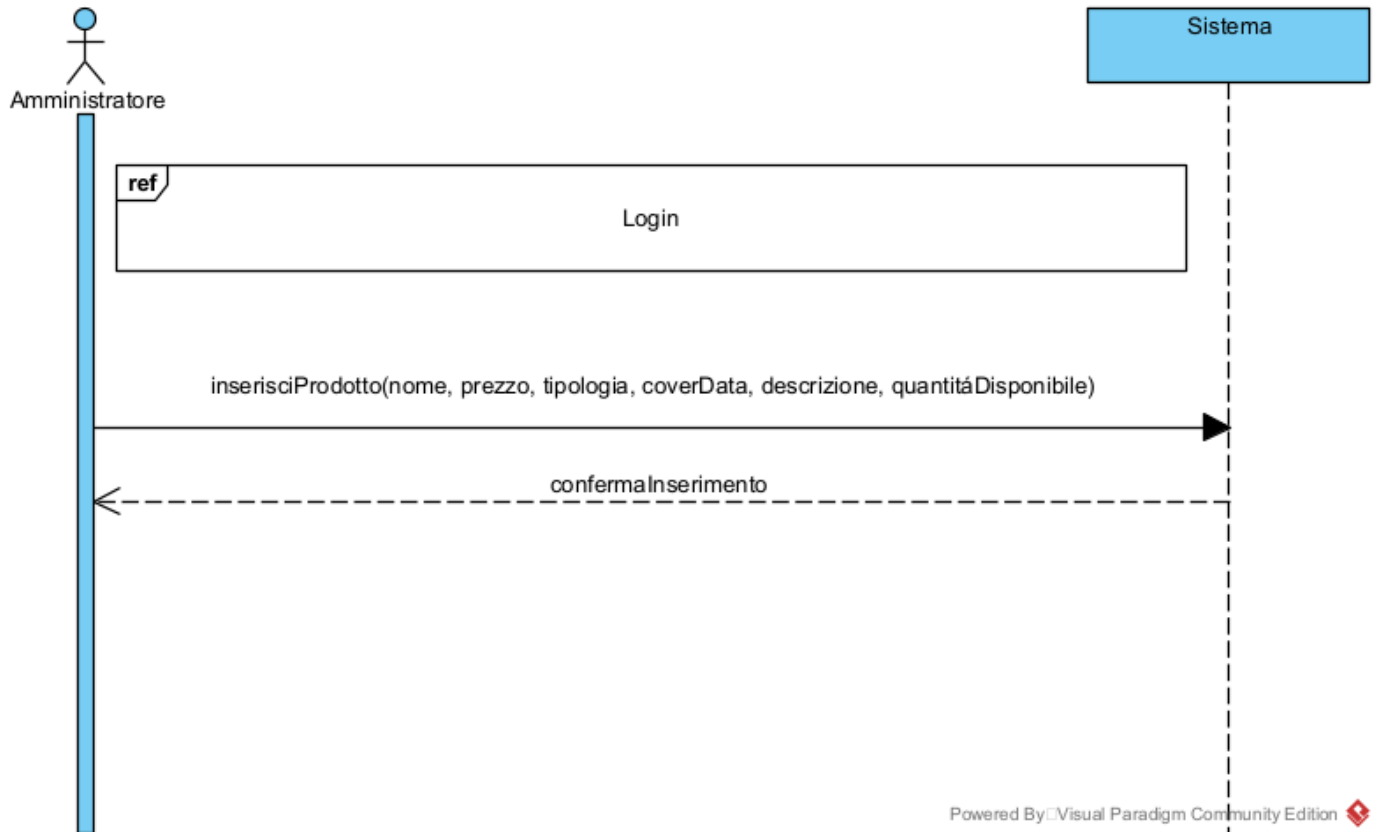 Sistema
Amministratore
ref
Login
inserisciProdotto(nome, prezzo, tipologia, coverData, descrizione, quantitáDisponibile)
confermaInserimento
Powered By Visual Paradigm Community Edition